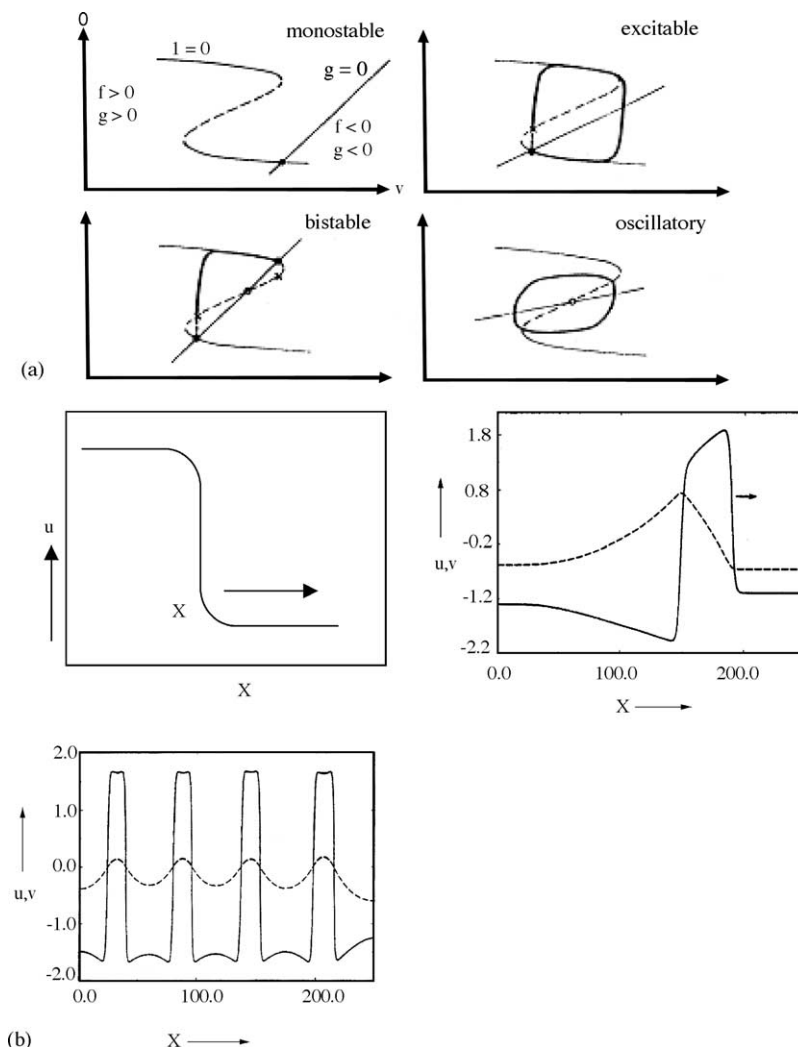 0
monostable
1 = 0
g = 0
f > 0
g > 0
f < 0
g < 0
v
excitable
bistable
oscillatory
(a)
u
X
X
1.8
0.8
-0.2
-1.2
-2.2
u,v
0.0
100.0
200.0
X
2.0
1.0
0.0
-1.0
-2.0
u,v
0.0
100.0
200.0
(b)
X